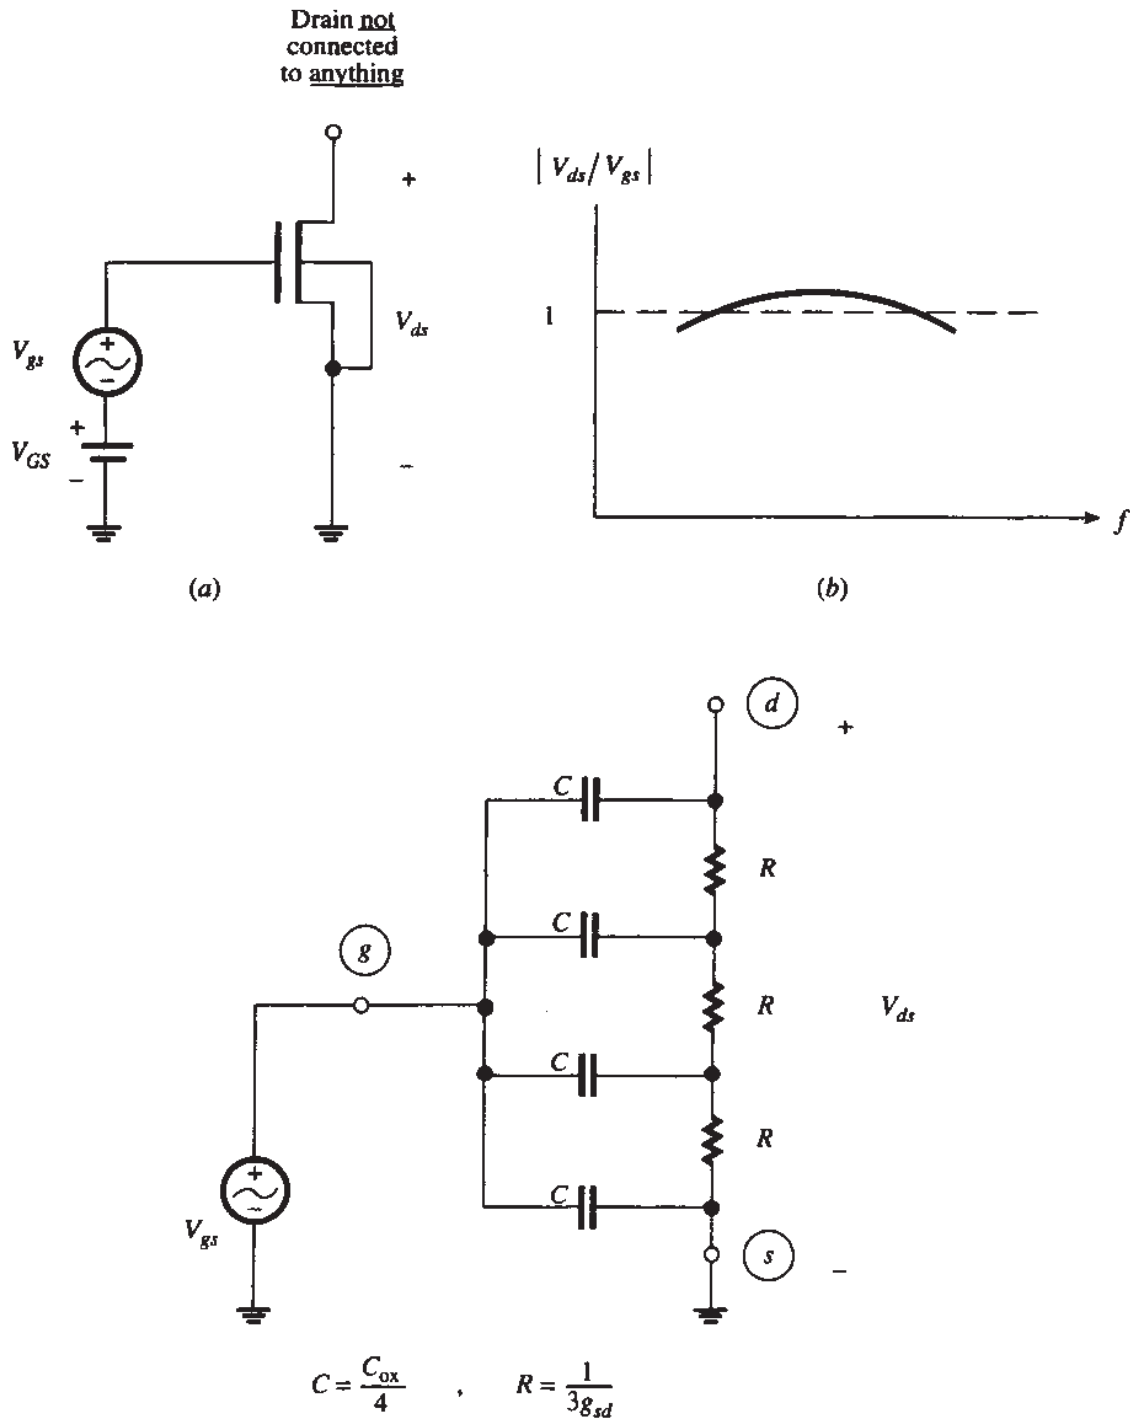 Drain not
connected
to anything
+
| V_ds / V_gs |
V_gs
+
−
V_ds
1
+
V_GS
−
−
f
(a)
(b)
d
+
C
R
C
g
R
V_ds
C
R
C
+
−
V_gs
s
−
C = C_ox / 4 , R = 1 / 3g_sd